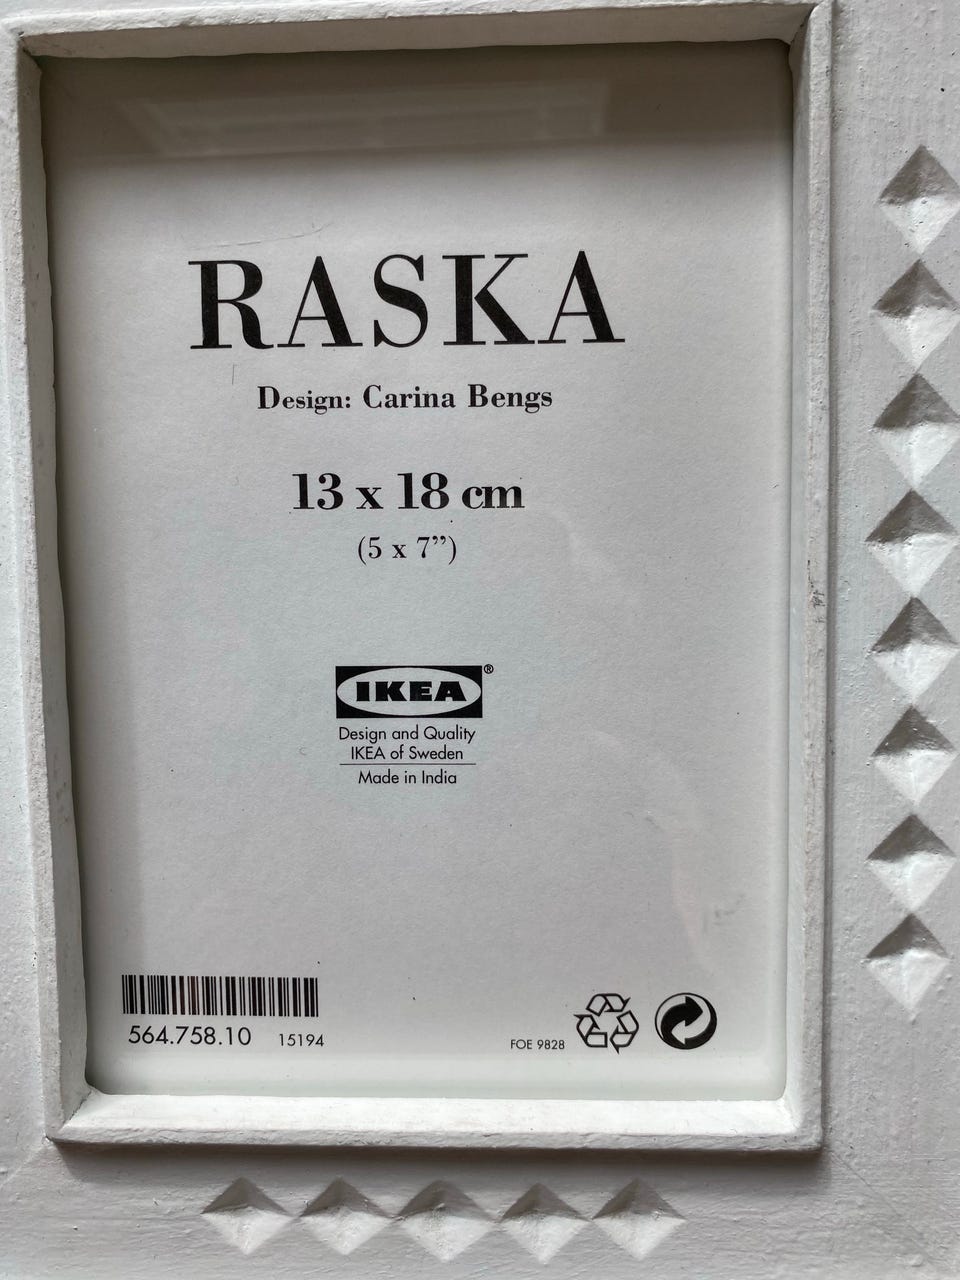 RASKA
Design: Carina Bengs
13 x 18 cm
(5 x 7”)
IKEA®
Design and Quality
IKEA of Sweden
Made in India
564.758.10 15194
FOE 9828